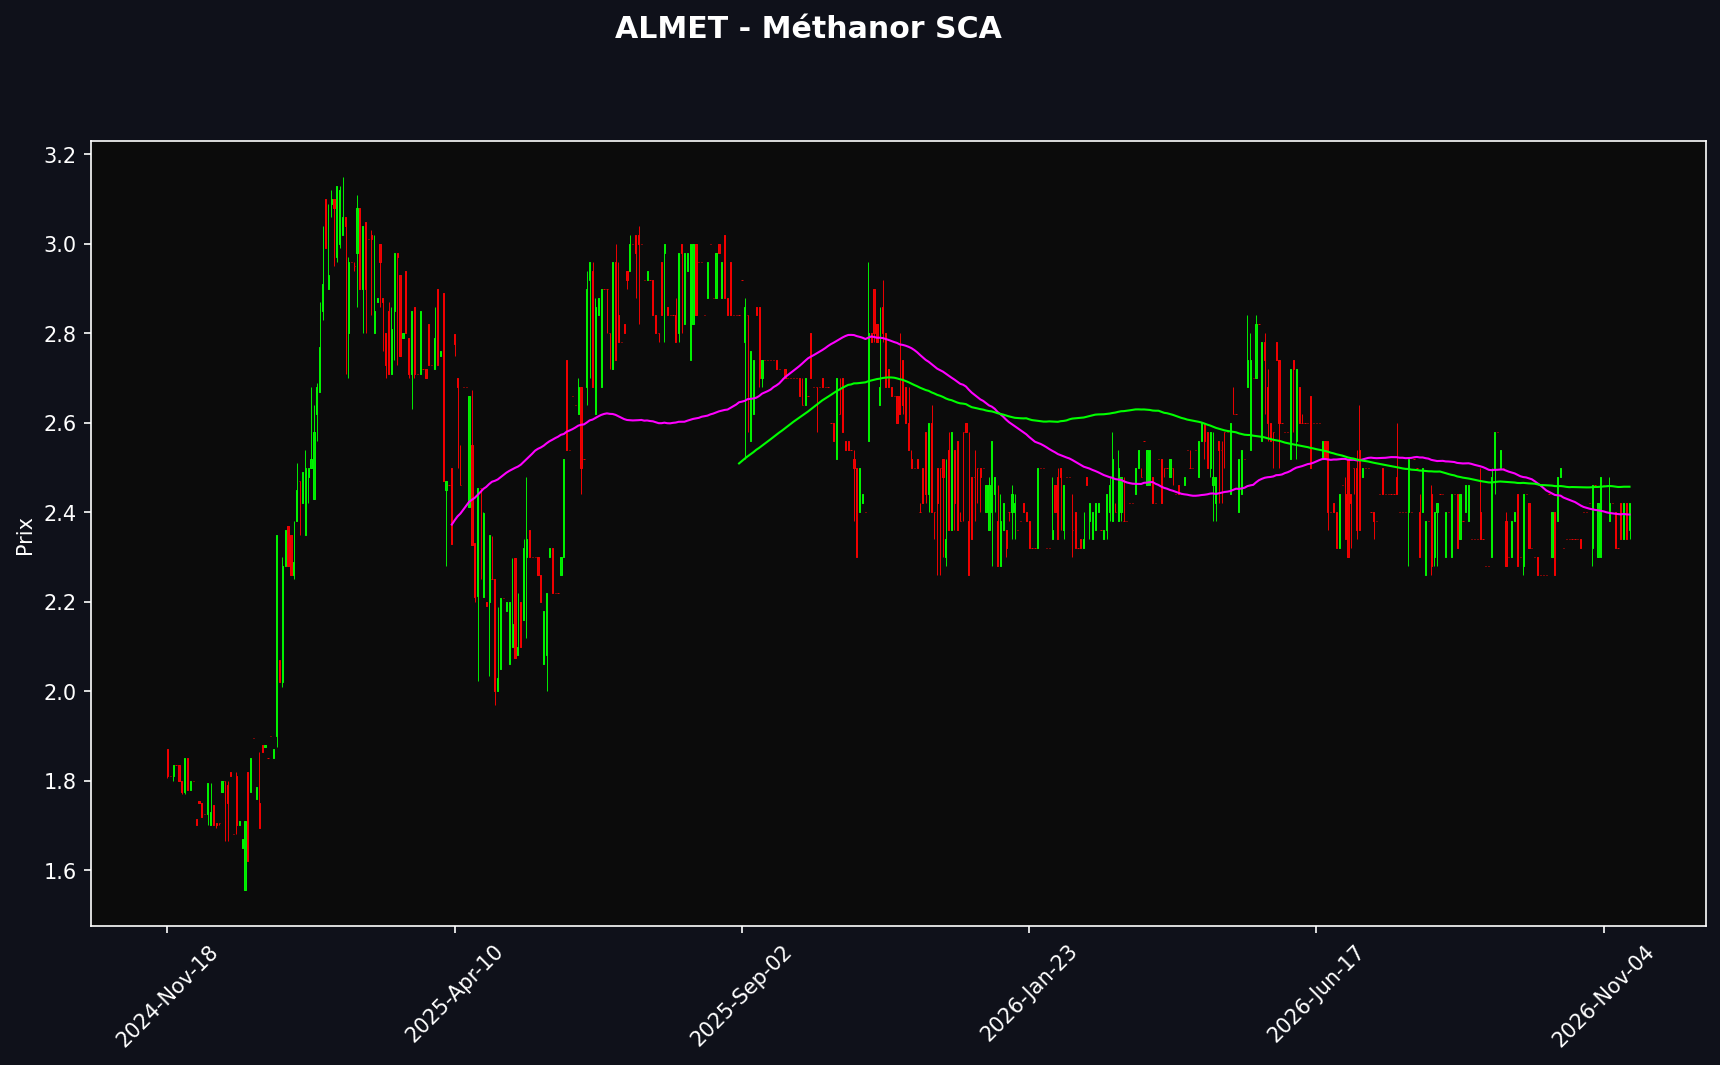 ALMET - Méthanor SCA
Prix
3.2
3.0
2.8
2.6
2.4
2.2
2.0
1.8
1.6
2024-Nov-18
2025-Apr-10
2025-Sep-02
2026-Jan-23
2026-Jun-17
2026-Nov-04